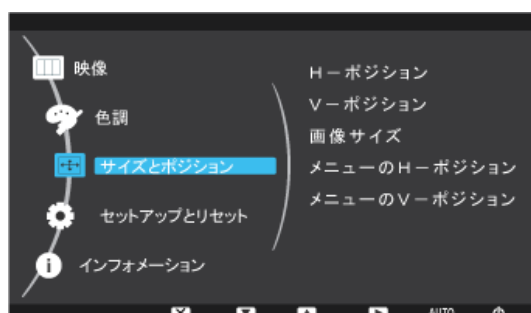 映像
色調
サイズとポジション
セットアップとリセット
インフォメーション
H－ポジション
V－ポジション
画像サイズ
メニューのH－ポジション
メニューのV－ポジション
AUTO